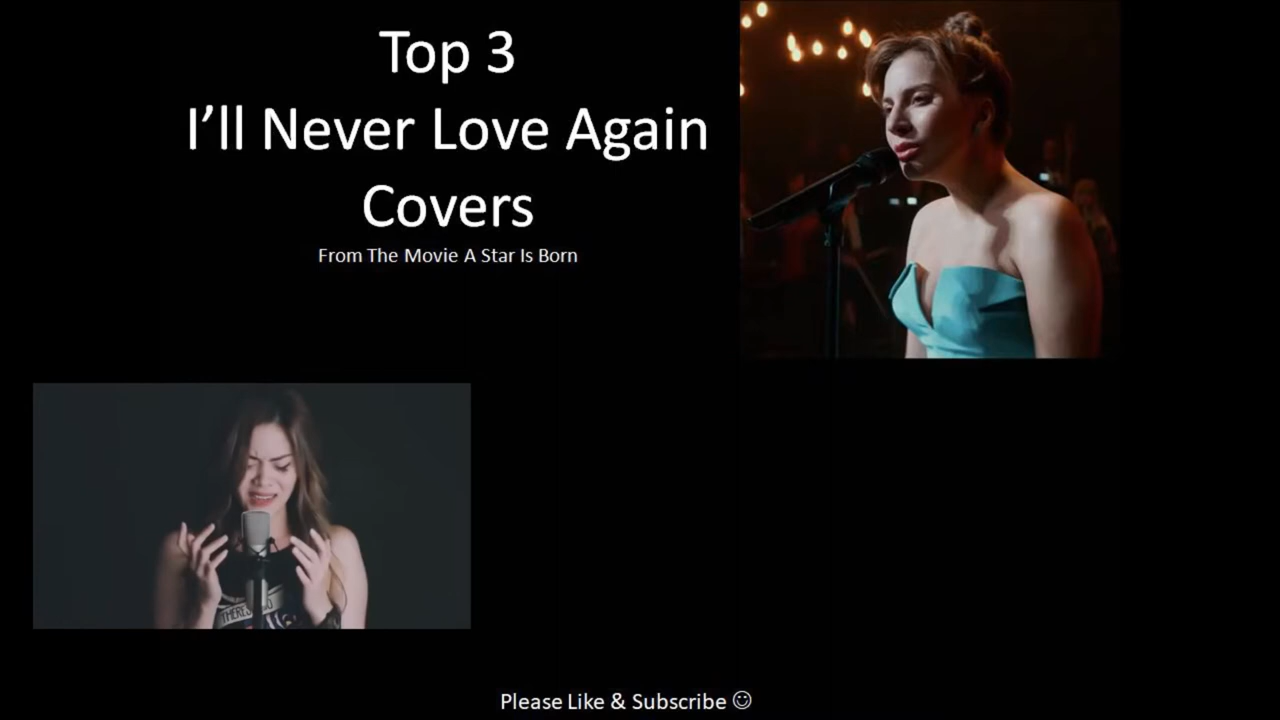 Top 3
I’ll Never Love Again
Covers
From The Movie A Star Is Born
Please Like & Subscribe ☺